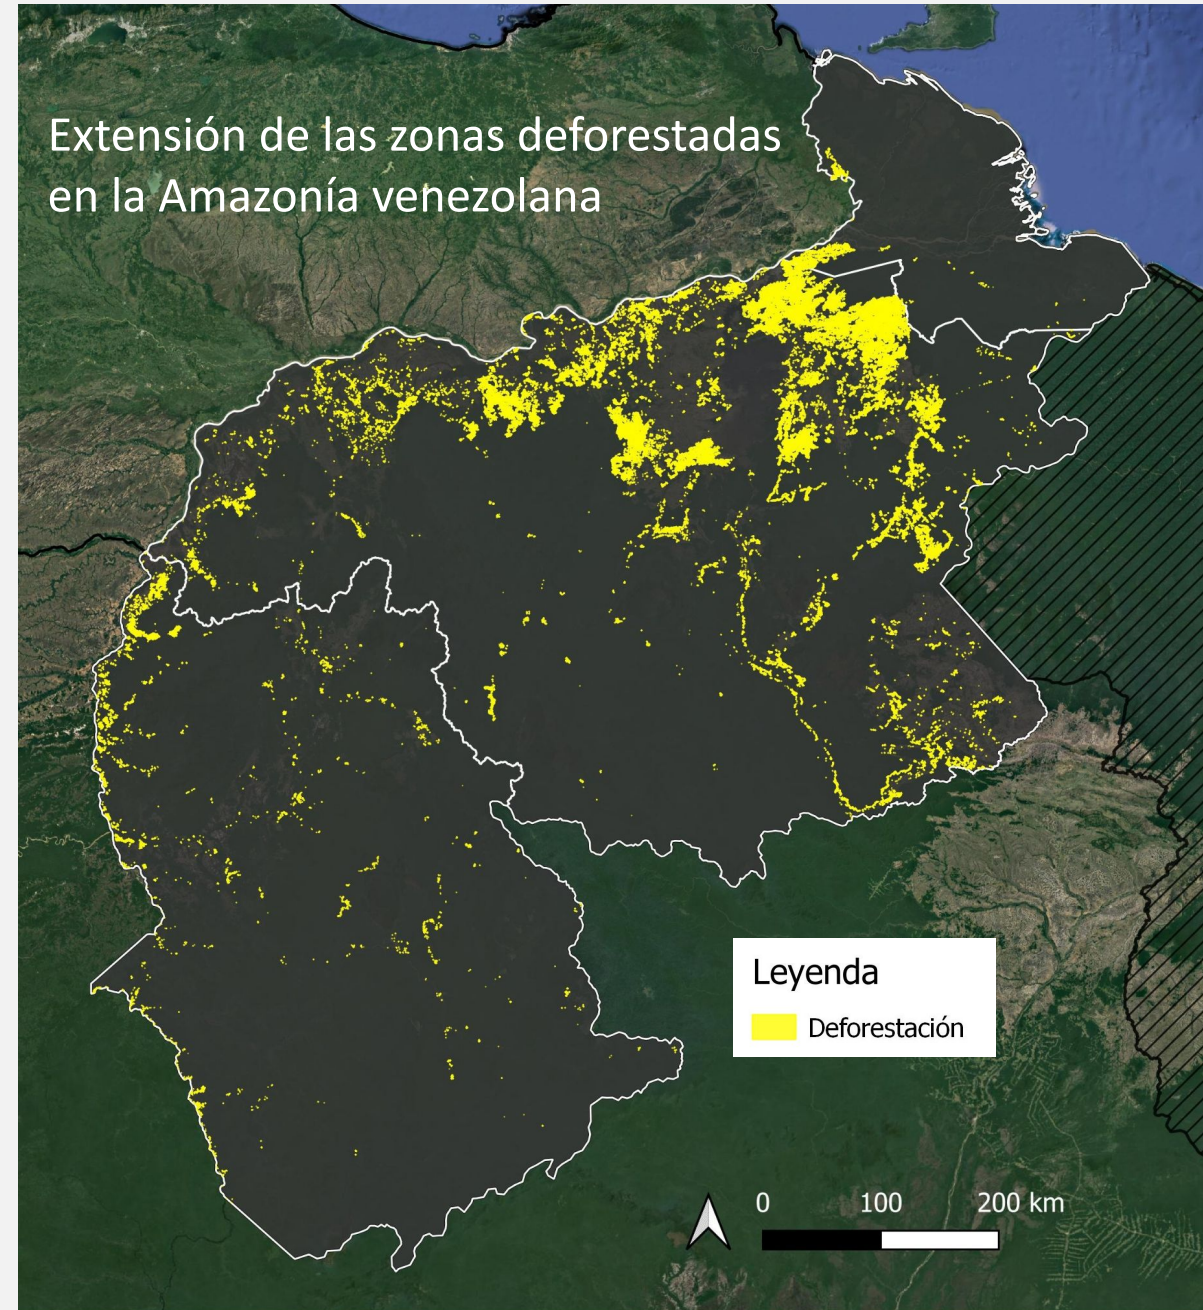 Extensión de las zonas deforestadas
en la Amazonía venezolana
Leyenda
Deforestación
0 100 200 km